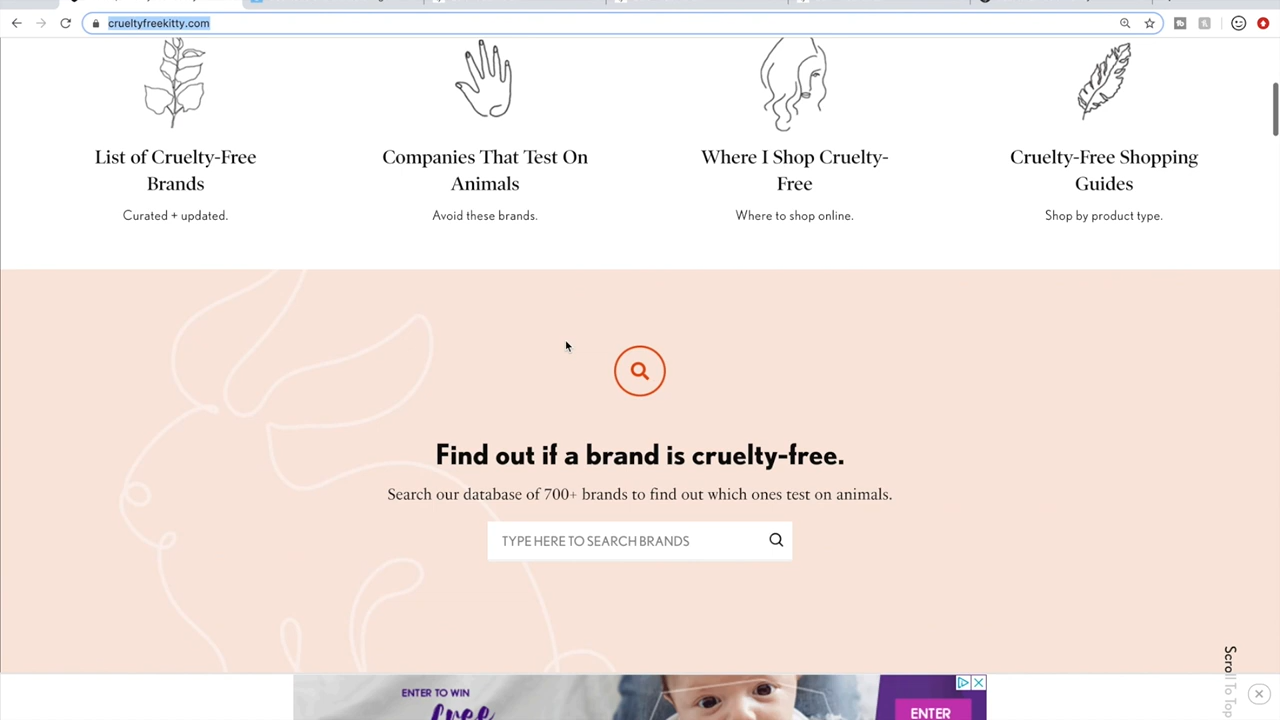 crueltyfreekitty.com
List of Cruelty-Free
Brands
Curated + updated.
Companies That Test On
Animals
Avoid these brands.
Where I Shop Cruelty-
Free
Where to shop online.
Cruelty-Free Shopping
Guides
Shop by product type.
Find out if a brand is cruelty-free.
Search our database of 700+ brands to find out which ones test on animals.
TYPE HERE TO SEARCH BRANDS
Scroll To Top
ENTER TO WIN
free
ENTER